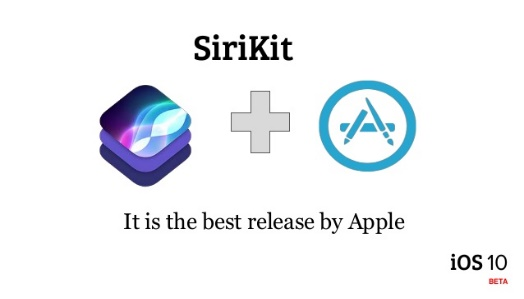 SiriKit
It is the best release by Apple
iOS 10
BETA